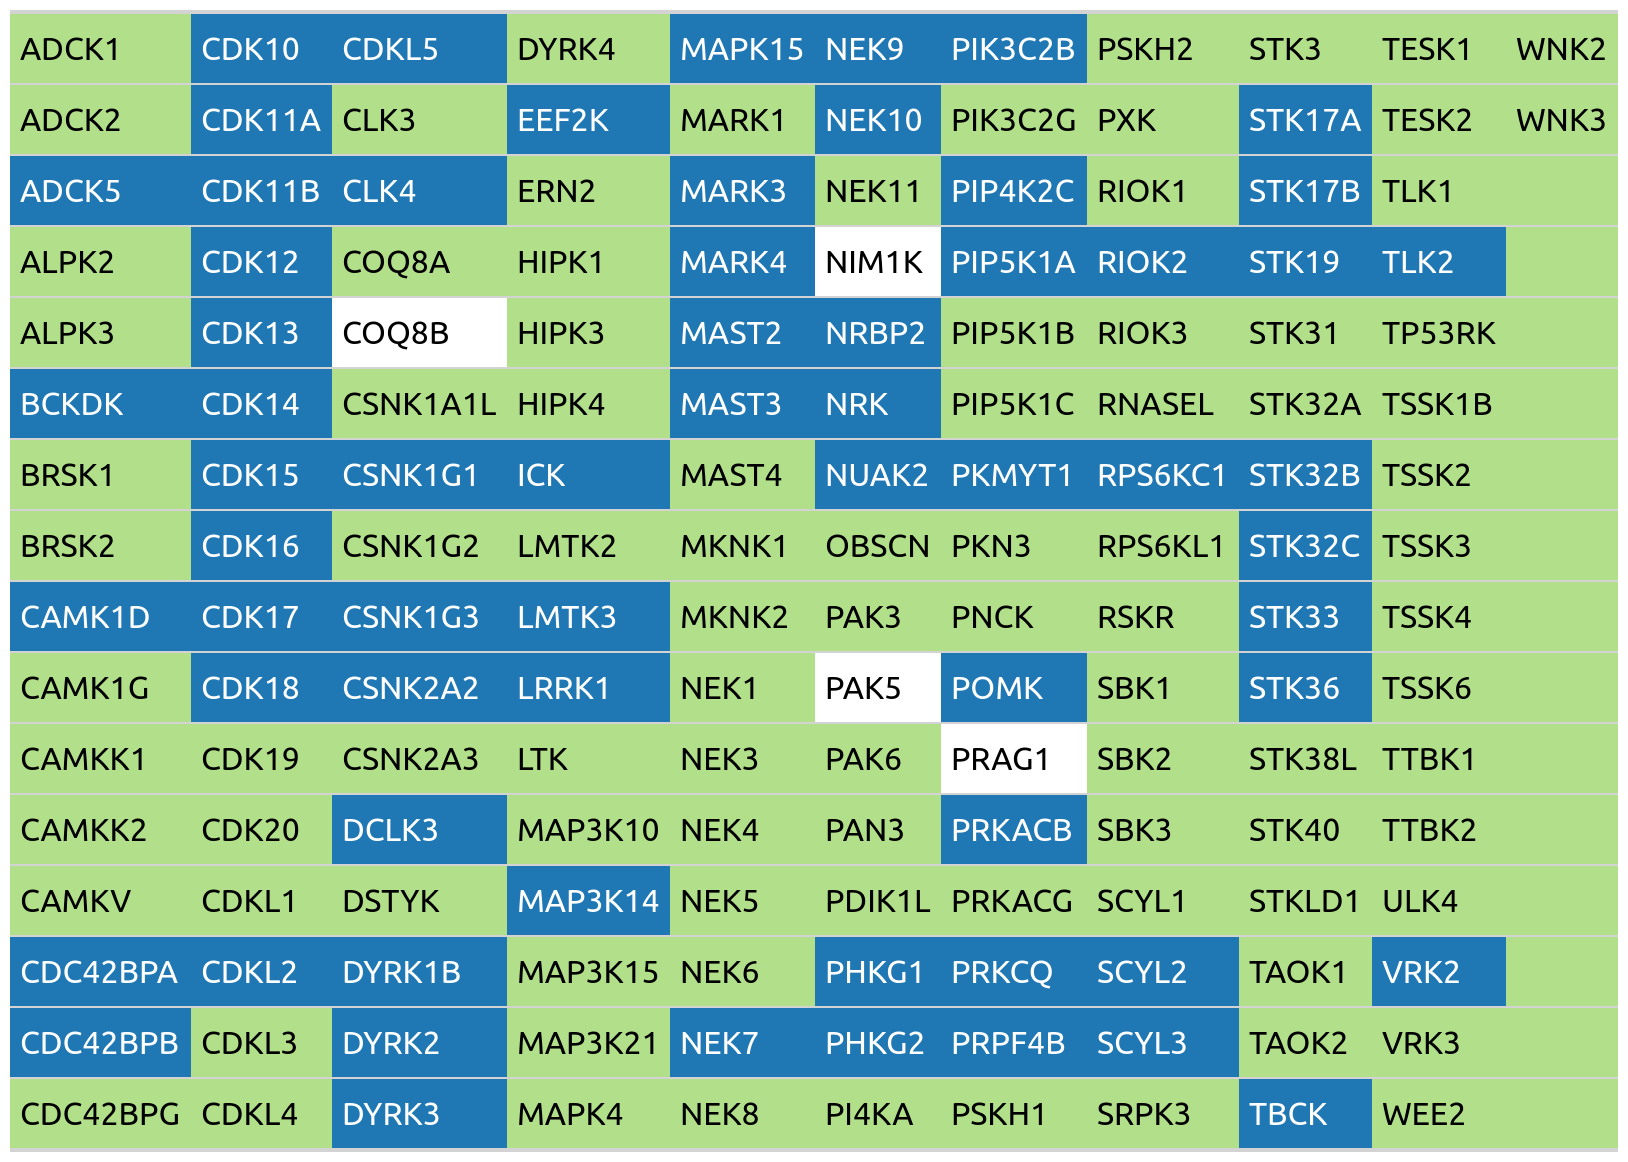 ADCK1 CDK10 CDKL5 DYRK4 MAPK15 NEK9 PIK3C2B PSKH2 STK3 TESK1 WNK2
ADCK2 CDK11A CLK3 EEF2K MARK1 NEK10 PIK3C2G PXK STK17A TESK2 WNK3
ADCK5 CDK11B CLK4 ERN2 MARK3 NEK11 PIP4K2C RIOK1 STK17B TLK1
ALPK2 CDK12 COQ8A HIPK1 MARK4 NIM1K PIP5K1A RIOK2 STK19 TLK2
ALPK3 CDK13 COQ8B HIPK3 MAST2 NRBP2 PIP5K1B RIOK3 STK31 TP53RK
BCKDK CDK14 CSNK1A1L HIPK4 MAST3 NRK PIP5K1C RNASEL STK32A TSSK1B
BRSK1 CDK15 CSNK1G1 ICK MAST4 NUAK2 PKMYT1 RPS6KC1 STK32B TSSK2
BRSK2 CDK16 CSNK1G2 LMTK2 MKNK1 OBSCN PKN3 RPS6KL1 STK32C TSSK3
CAMK1D CDK17 CSNK1G3 LMTK3 MKNK2 PAK3 PNCK RSKR STK33 TSSK4
CAMK1G CDK18 CSNK2A2 LRRK1 NEK1 PAK5 POMK SBK1 STK36 TSSK6
CAMKK1 CDK19 CSNK2A3 LTK NEK3 PAK6 PRAG1 SBK2 STK38L TTBK1
CAMKK2 CDK20 DCLK3 MAP3K10 NEK4 PAN3 PRKACB SBK3 STK40 TTBK2
CAMKV CDKL1 DSTYK MAP3K14 NEK5 PDIK1L PRKACG SCYL1 STKLD1 ULK4
CDC42BPA CDKL2 DYRK1B MAP3K15 NEK6 PHKG1 PRKCQ SCYL2 TAOK1 VRK2
CDC42BPB CDKL3 DYRK2 MAP3K21 NEK7 PHKG2 PRPF4B SCYL3 TAOK2 VRK3
CDC42BPG CDKL4 DYRK3 MAPK4 NEK8 PI4KA PSKH1 SRPK3 TBCK WEE2